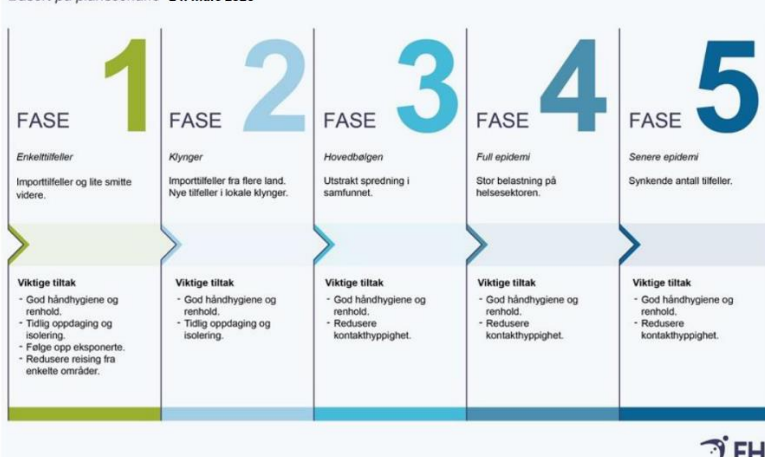 på
FASE 1
Enkelttilfeller
Importtilfeller og lite smitte
videre.
FASE 2
Klynger
Importtilfeller fra flere land.
Nye tilfeller i lokale klynger.
FASE 3
Hovedbølgen
Utstrakt spredning i
samfunnet.
FASE 4
Full epidemi
Stor belastning på
helsesektoren.
FASE 5
Senere epidemi
Synkende antall tilfeller.
Viktige tiltak
- God håndhygiene og
renhold.
- Tidlig oppdaging og
isolering.
- Følge opp eksponerte.
- Redusere reising fra
enkelte områder.
Viktige tiltak
- God håndhygiene og
renhold.
- Tidlig oppdaging og
isolering.
Viktige tiltak
- God håndhygiene og
renhold.
- Redusere
kontakthyppighet.
Viktige tiltak
- God håndhygiene og
renhold.
- Redusere
kontakthyppighet.
Viktige tiltak
- God håndhygiene og
renhold.
- Redusere
kontakthyppighet.
FH